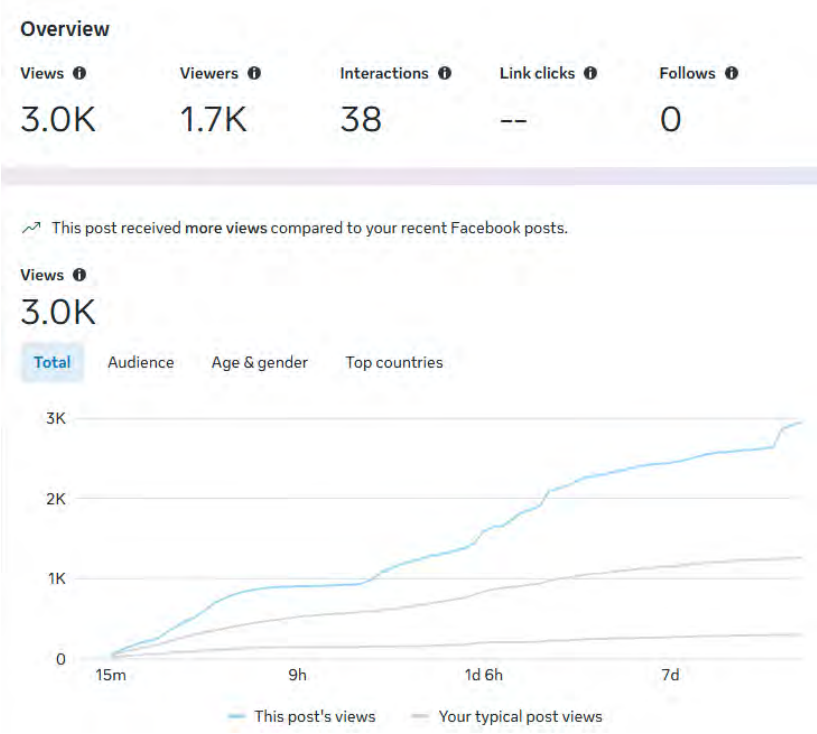 Overview
Views Viewers Interactions Link clicks Follows
3.0K 1.7K 38 -- 0
This post received more views compared to your recent Facebook posts.
Views
3.0K
Total Audience Age & gender Top countries
3K
2K
1K
0
15m 9h 1d 6h 7d
This post's views Your typical post views